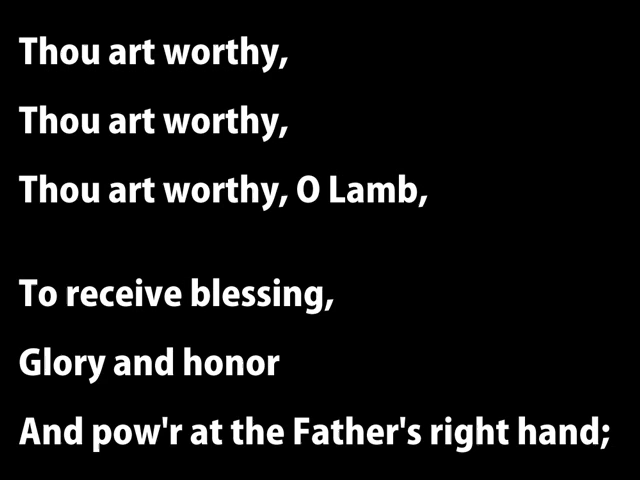 Thou art worthy,
Thou art worthy,
Thou art worthy, O Lamb,
To receive blessing,
Glory and honor
And pow'r at the Father's right hand;